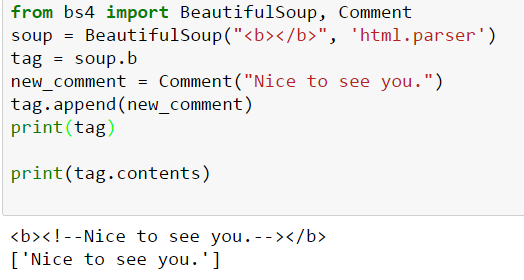 from bs4 import BeautifulSoup, Comment
soup = BeautifulSoup("<b></b>", 'html.parser')
tag = soup.b
new_comment = Comment("Nice to see you.")
tag.append(new_comment)
print(tag)
print(tag.contents)
<b><!--Nice to see you.--></b>
['Nice to see you.']